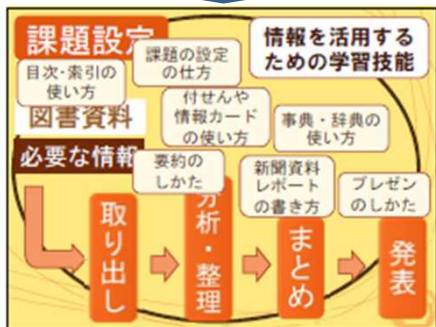 課題設定
情報を活用する
ための学習技能
目次・索引の
使い方
課題の設定
の仕方
付せんや
情報カード
の使い方
事典・辞典の
使い方
図書資料
必要な情報
要約の
しかた
新聞資料
レポート
の書き方
プレゼン
のしかた
取り出し
分析・整理
まとめ
発表